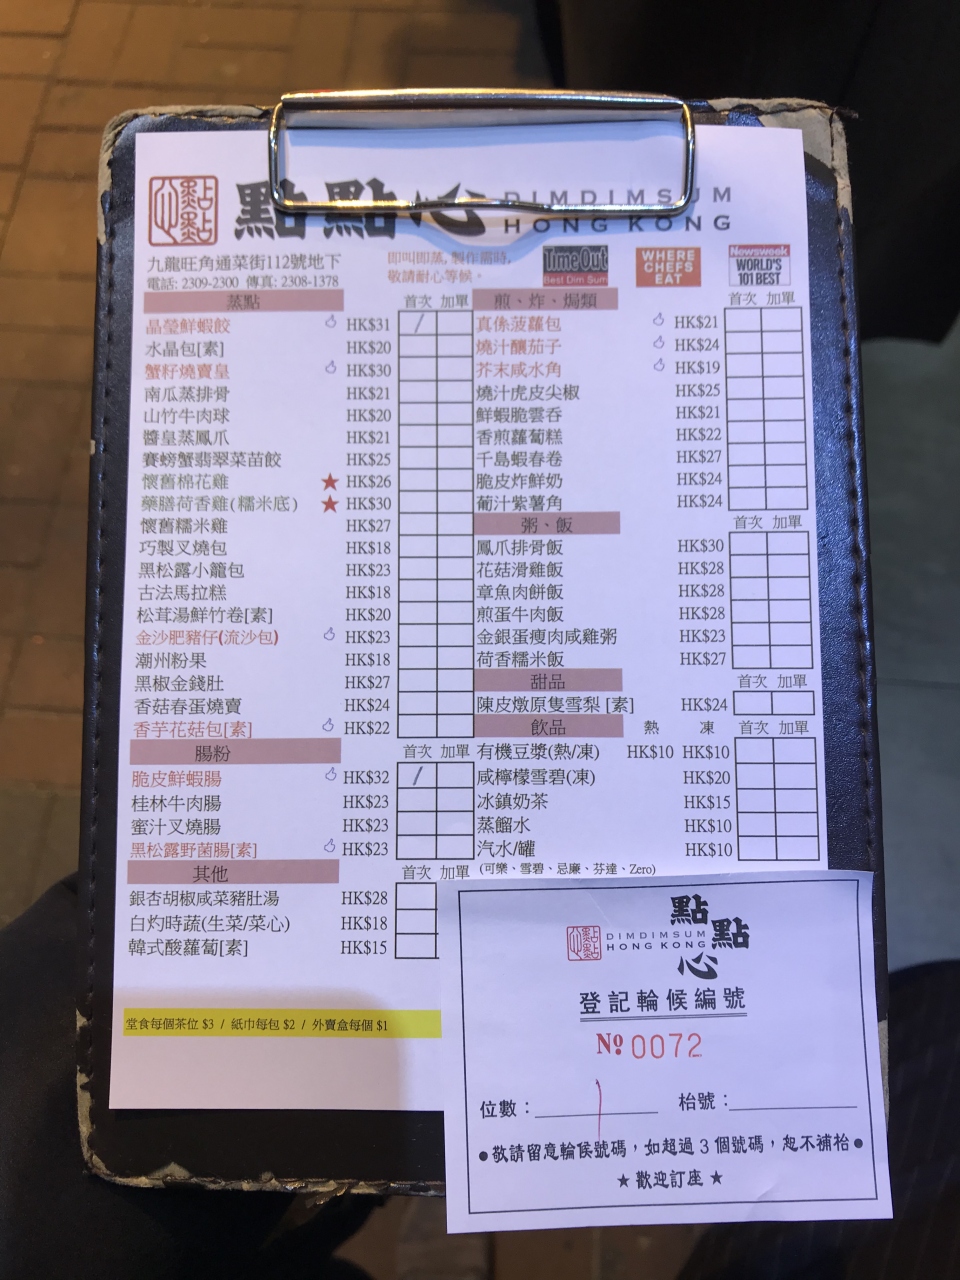 點點心 DIMDIMSUM
HONG KONG
九龍旺角通菜街112號地下
電話: 2309-2300 傳真: 2308-1378
即叫即蒸,製作需時,
敬請耐心等候。
TimeOut
Best Dim Sum
WHERE
CHEFS
EAT
Newsweek
WORLD'S
101 BEST
蒸點 首次 加單
晶瑩鮮蝦餃 HK$31 /
水晶包[素] HK$20
蟹籽燒賣皇 HK$30
南瓜蒸排骨 HK$21
山竹牛肉球 HK$20
醬皇蒸鳳爪 HK$21
賽螃蟹翡翠菜苗餃 HK$25
懷舊棉花雞 ★ HK$26
藥膳荷香雞(糯米底) ★ HK$30
懷舊糯米雞 HK$27
巧製叉燒包 HK$18
黑松露小籠包 HK$23
古法馬拉糕 HK$18
松茸湯鮮竹卷[素] HK$20
金沙肥豬仔(流沙包) HK$23
潮州粉果 HK$18
黑椒金錢肚 HK$27
香菇春蛋燒賣 HK$24
香芋花菇包[素] HK$22
腸粉 首次 加單
脆皮鮮蝦腸 HK$32 /
桂林牛肉腸 HK$23
蜜汁叉燒腸 HK$23
黑松露野菌腸[素] HK$23
其他 首次 加單
銀杏胡椒咸菜豬肚湯 HK$28
白灼時蔬(生菜/菜心) HK$18
韓式酸蘿蔔[素] HK$15
堂食每個茶位 $3 / 紙巾每包 $2 / 外賣盒每個 $1
煎、炸、焗類 首次 加單
真係菠蘿包 HK$21
燒汁釀茄子 HK$24
芥末咸水角 HK$19
燒汁虎皮尖椒 HK$25
鮮蝦脆雲吞 HK$21
香煎蘿蔔糕 HK$22
千島蝦春卷 HK$27
脆皮炸鮮奶 HK$24
葡汁紫薯角 HK$24
粥、飯 首次 加單
鳳爪排骨飯 HK$30
花菇滑雞飯 HK$28
章魚肉餅飯 HK$28
煎蛋牛肉飯 HK$28
金銀蛋瘦肉咸雞粥 HK$23
荷香糯米飯 HK$27
甜品 首次 加單
陳皮燉原隻雪梨 [素] HK$24
飲品 熱 凍 首次 加單
有機豆漿(熱/凍) HK$10 HK$10
咸檸檬雪碧(凍) HK$20
冰鎮奶茶 HK$15
蒸餾水 HK$10
汽水/罐 HK$10
(可樂、雪碧、忌廉、芬達、Zero)
點點心
DIMDIMSUM
HONG KONG
登記輪候編號
Nº 0072
位數: 1 枱號:
●敬請留意輪候號碼,如超過 3 個號碼,恕不補枱●
★ 歡迎訂座 ★